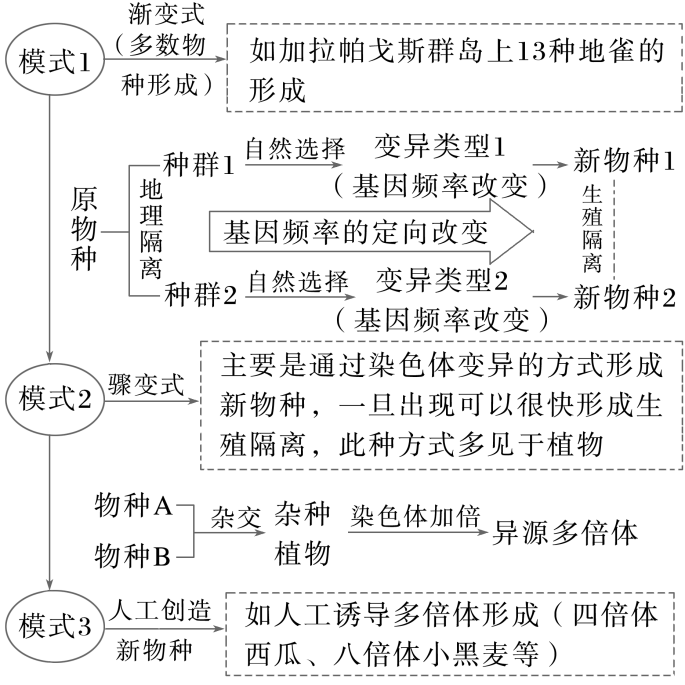 模式1
渐变式
(多数物
种形成)
如加拉帕戈斯群岛上13种地雀的
形成
原物种
地理隔离
种群1
自然选择
变异类型1
(基因频率改变)
新物种1
基因频率的定向改变
生殖隔离
种群2
自然选择
变异类型2
(基因频率改变)
新物种2
模式2
骤变式
主要是通过染色体变异的方式形成
新物种，一旦出现可以很快形成生
殖隔离，此种方式多见于植物
物种A
物种B
杂交
杂种
植物
染色体加倍
异源多倍体
模式3
人工创造
新物种
如人工诱导多倍体形成(四倍体
西瓜、八倍体小黑麦等)